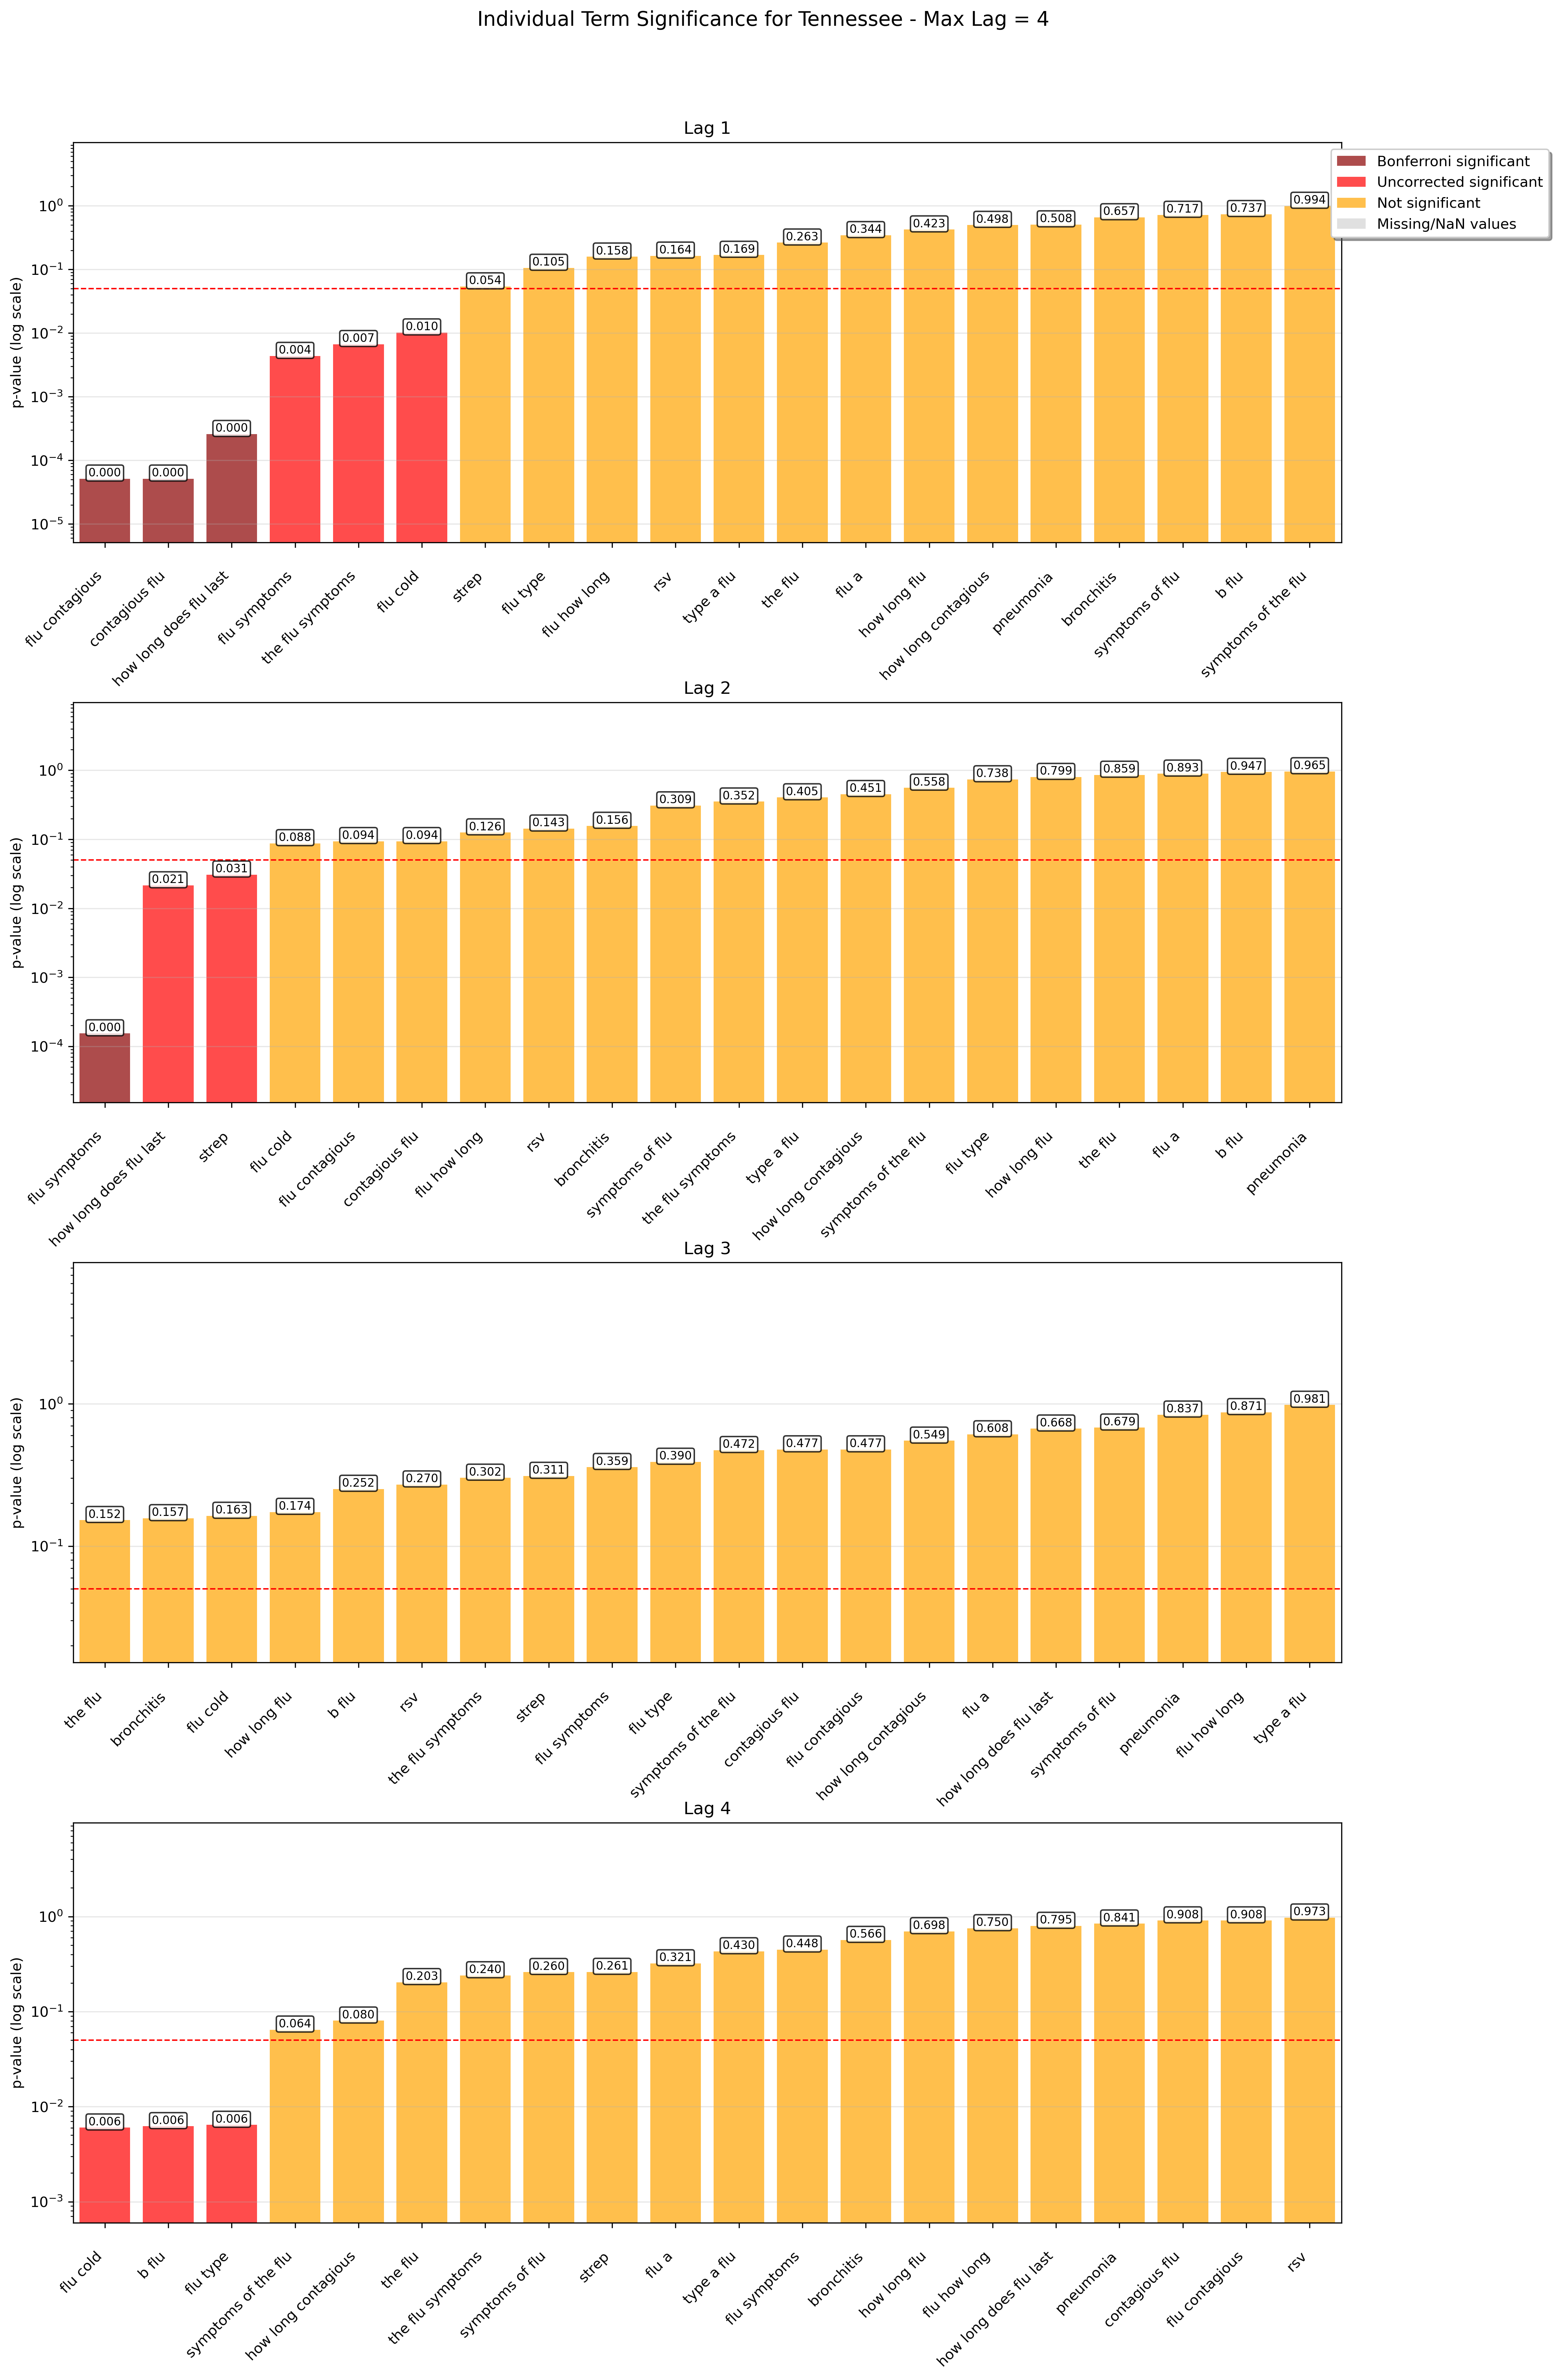 Individual Term Significance for Tennessee - Max Lag = 4
Lag 1
Bonferroni significant
Uncorrected significant
Not significant
Missing/NaN values
p-value (log scale)
10⁰
10⁻¹
10⁻²
10⁻³
10⁻⁴
10⁻⁵
0.000 0.000 0.000 0.004 0.007 0.010 0.054 0.105 0.158 0.164 0.169 0.263 0.344 0.423 0.498 0.508 0.657 0.717 0.737 0.994
flu contagious
contagious flu
how long does flu last
flu symptoms
the flu symptoms
flu cold
strep
flu type
flu how long
rsv
type a flu
the flu
flu a
how long flu
how long contagious
pneumonia
bronchitis
symptoms of flu
b flu
symptoms of the flu
Lag 2
p-value (log scale)
10⁰
10⁻¹
10⁻²
10⁻³
10⁻⁴
0.000 0.021 0.031 0.088 0.094 0.094 0.126 0.143 0.156 0.309 0.352 0.405 0.451 0.558 0.738 0.799 0.859 0.893 0.947 0.965
flu symptoms
how long does flu last
strep
flu cold
flu contagious
contagious flu
flu how long
rsv
bronchitis
symptoms of flu
the flu symptoms
type a flu
how long contagious
symptoms of the flu
flu type
how long flu
the flu
flu a
b flu
pneumonia
Lag 3
p-value (log scale)
10⁰
10⁻¹
0.152 0.157 0.163 0.174 0.252 0.270 0.302 0.311 0.359 0.390 0.472 0.477 0.477 0.549 0.608 0.668 0.679 0.837 0.871 0.981
the flu
bronchitis
flu cold
how long flu
b flu
rsv
the flu symptoms
strep
flu symptoms
flu type
symptoms of the flu
contagious flu
flu contagious
how long contagious
flu a
how long does flu last
symptoms of flu
pneumonia
flu how long
type a flu
Lag 4
p-value (log scale)
10⁰
10⁻¹
10⁻²
10⁻³
0.006 0.006 0.006 0.064 0.080 0.203 0.240 0.260 0.261 0.321 0.430 0.448 0.566 0.698 0.750 0.795 0.841 0.908 0.908 0.973
flu cold
b flu
flu type
symptoms of the flu
how long contagious
the flu
the flu symptoms
symptoms of flu
strep
flu a
type a flu
flu symptoms
bronchitis
how long flu
flu how long
how long does flu last
pneumonia
contagious flu
flu contagious
rsv